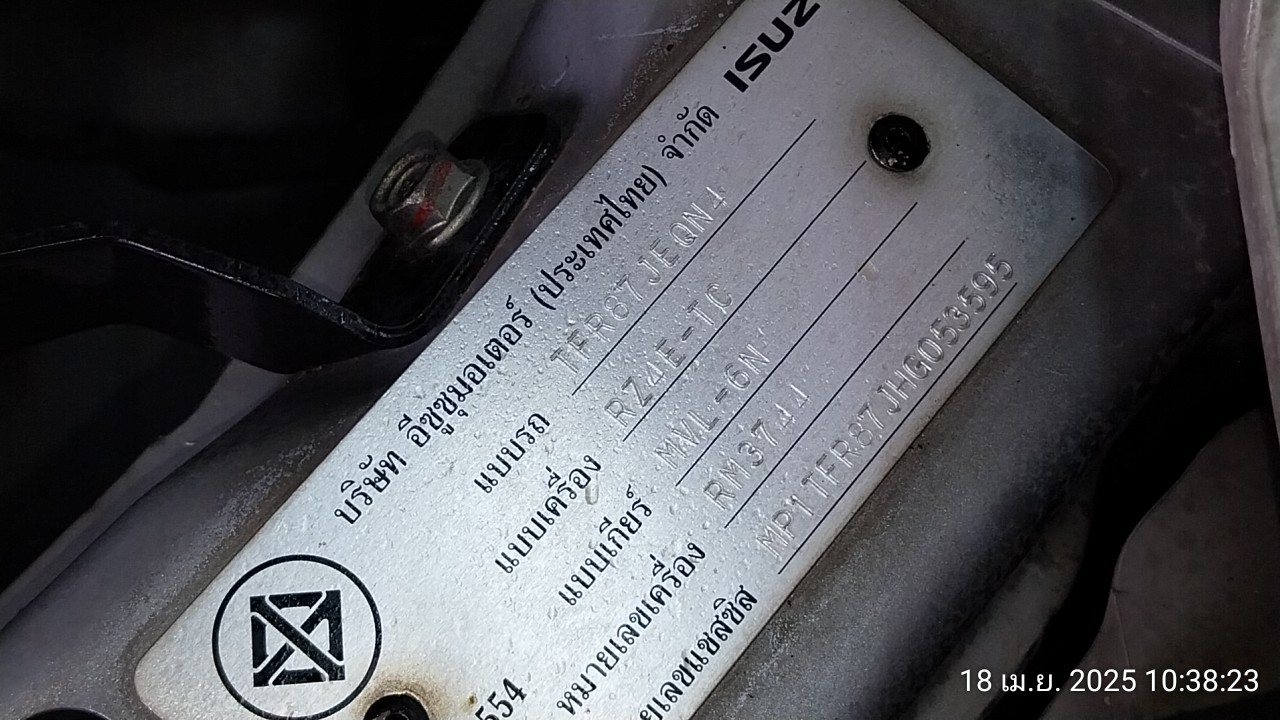 ISUZ
บริษัท อีซูซุมอเตอร์ (ประเทศไทย) จำกัด
แบบรถ TFR87JEQN4
แบบเครื่อง RZ4E-TC
แบบเกียร์ MVL-6N
หมายเลขเครื่อง RM3744
ยเลขแชสซิส MP1TFR87JHG053595
554
18 เม.ย. 2025 10:38:23